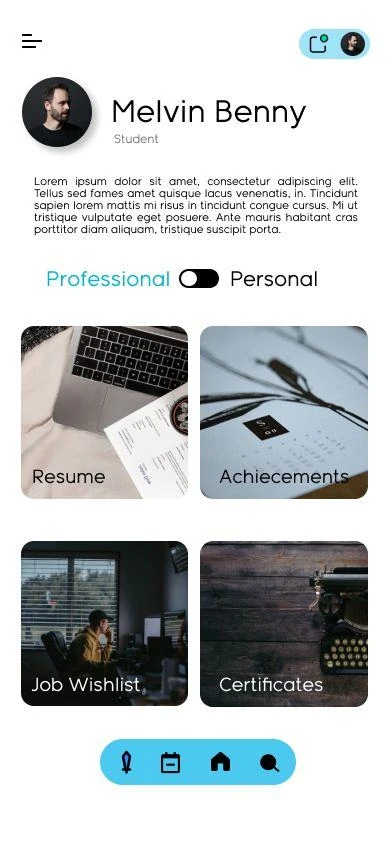 Melvin Benny
Student
Lorem ipsum dolor sit amet, consectetur adipiscing elit.
Tellus sed fames amet quisque lacus venenatis, in. Tincidunt
sapien lorem mattis mi risus in tincidunt congue cursus. Mi ut
tristique vulputate eget posuere. Ante mauris habitant cras
porttitor diam aliquam, tristique suscipit porta.
Professional Personal
Resume
Achiecements
Job Wishlist
Certificates